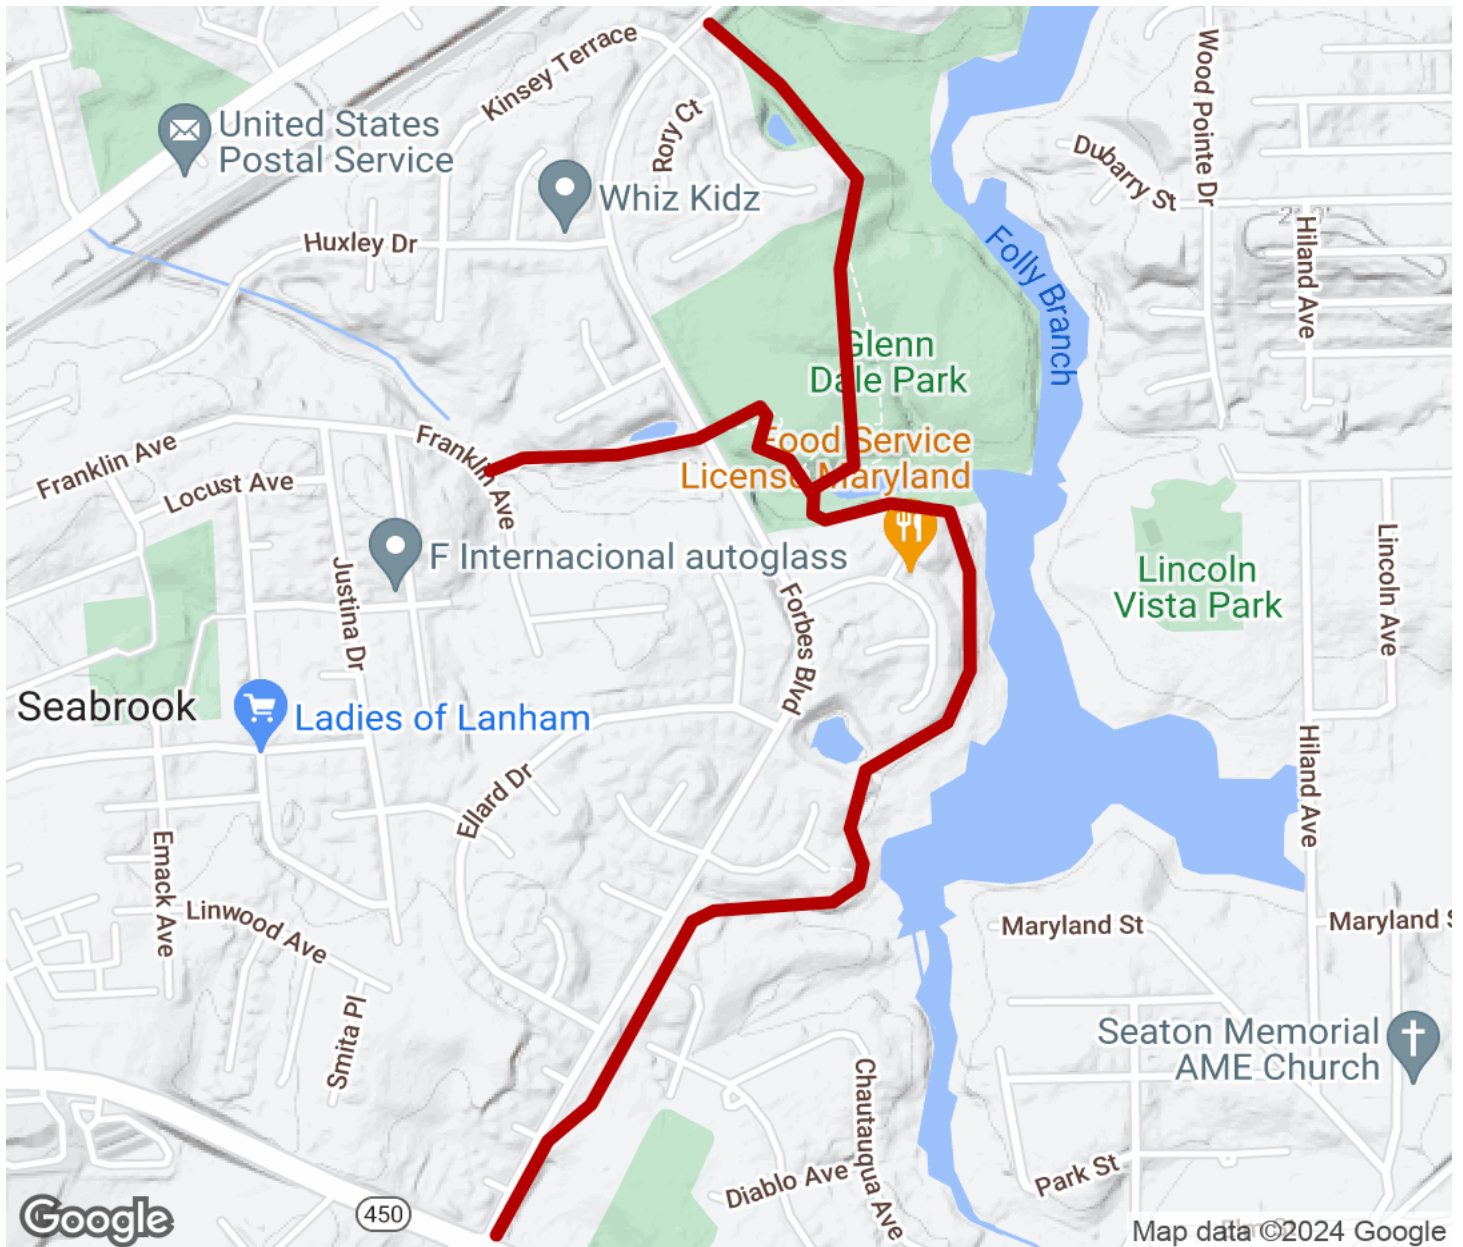 Kinsey Terrace
Wood Pointe Dr
United States
Postal Service
Rory Ct
Dubarry St
Whiz Kidz
Huxley Dr
Folly Branch
Hiland Ave
Glenn
Dale Park
Franklin Ave
Franklin Ave
Food Service
License Maryland
Locust Ave
F Internacional autoglass
Justina Dr
Forbes Blvd
Lincoln
Vista Park
Lincoln Ave
Seabrook
Ladies of Lanham
Ellard Dr
Hiland Ave
Emack Ave
Linwood Ave
Maryland St
Maryland S
Smita Pl
Seaton Memorial
AME Church
Chautauqua Ave
Diablo Ave
Park St
Google
450
Map data ©2024 Google